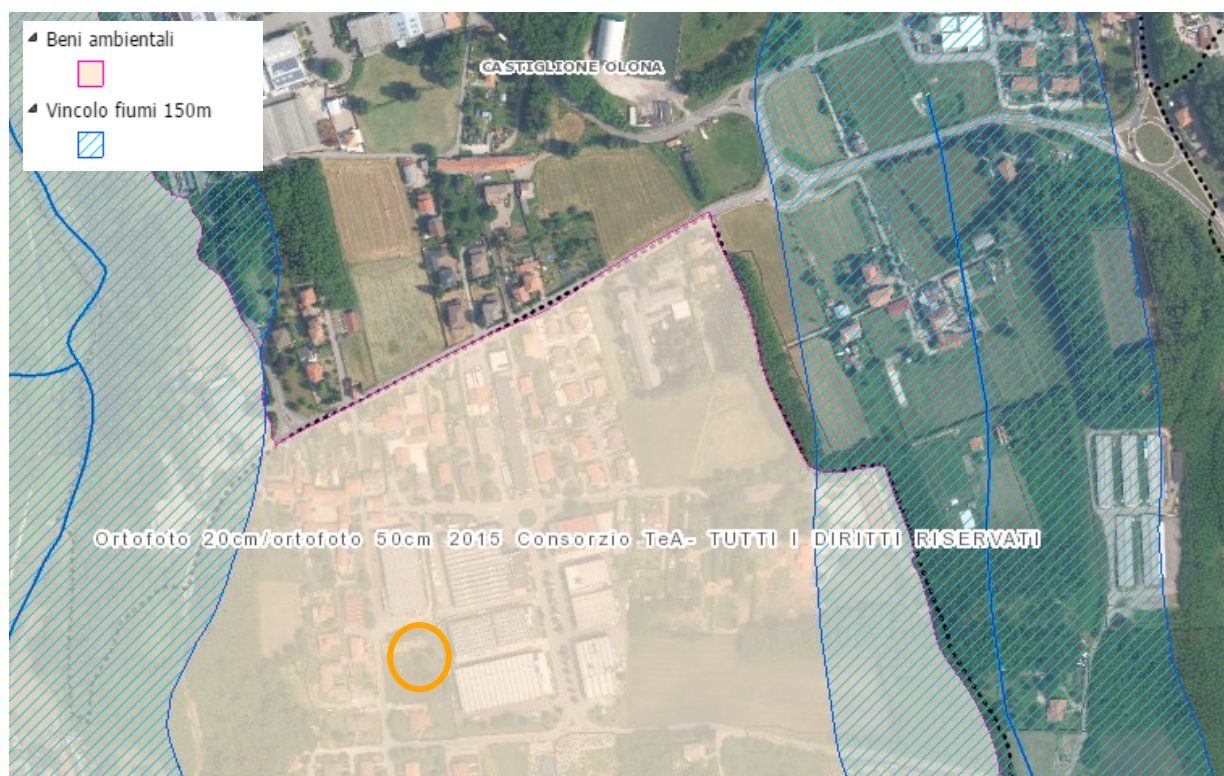 Beni ambientali
Vincolo fiumi 150m
CASTIGLIONE OLONA
Ortofoto 20cm/ortofoto 50cm 2015 Consorzio TeA- TUTTI I DIRITTI RISERVATI